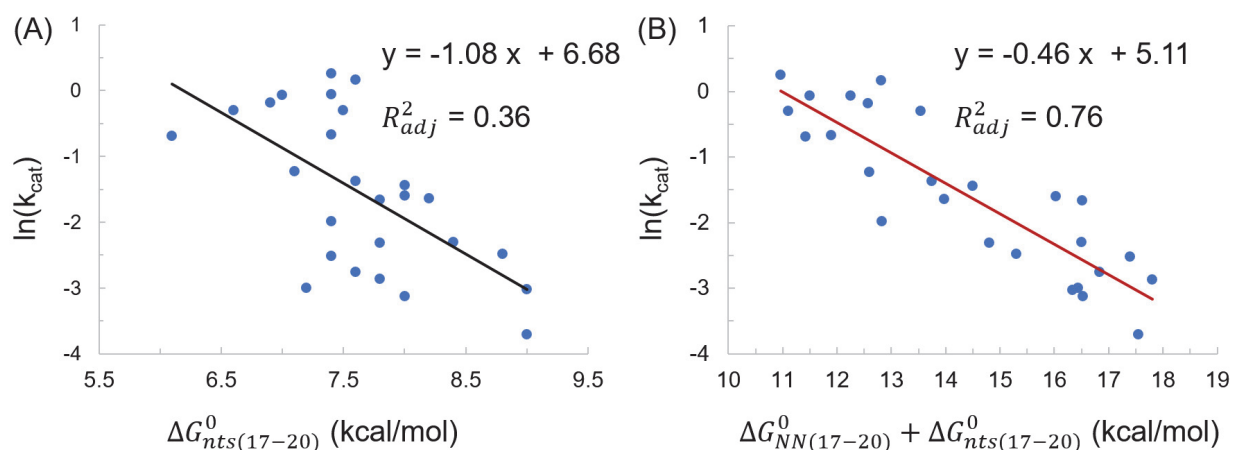 (A)
y = -1.08 x + 6.68
R²adj = 0.36
ln(kcat)
1
0
-1
-2
-3
-4
5.5 6.5 7.5 8.5 9.5
ΔG⁰nts(17−20) (kcal/mol)
(B)
y = -0.46 x + 5.11
R²adj = 0.76
ln(kcat)
1
0
-1
-2
-3
-4
10 11 12 13 14 15 16 17 18 19
ΔG⁰NN(17−20) + ΔG⁰nts(17−20) (kcal/mol)